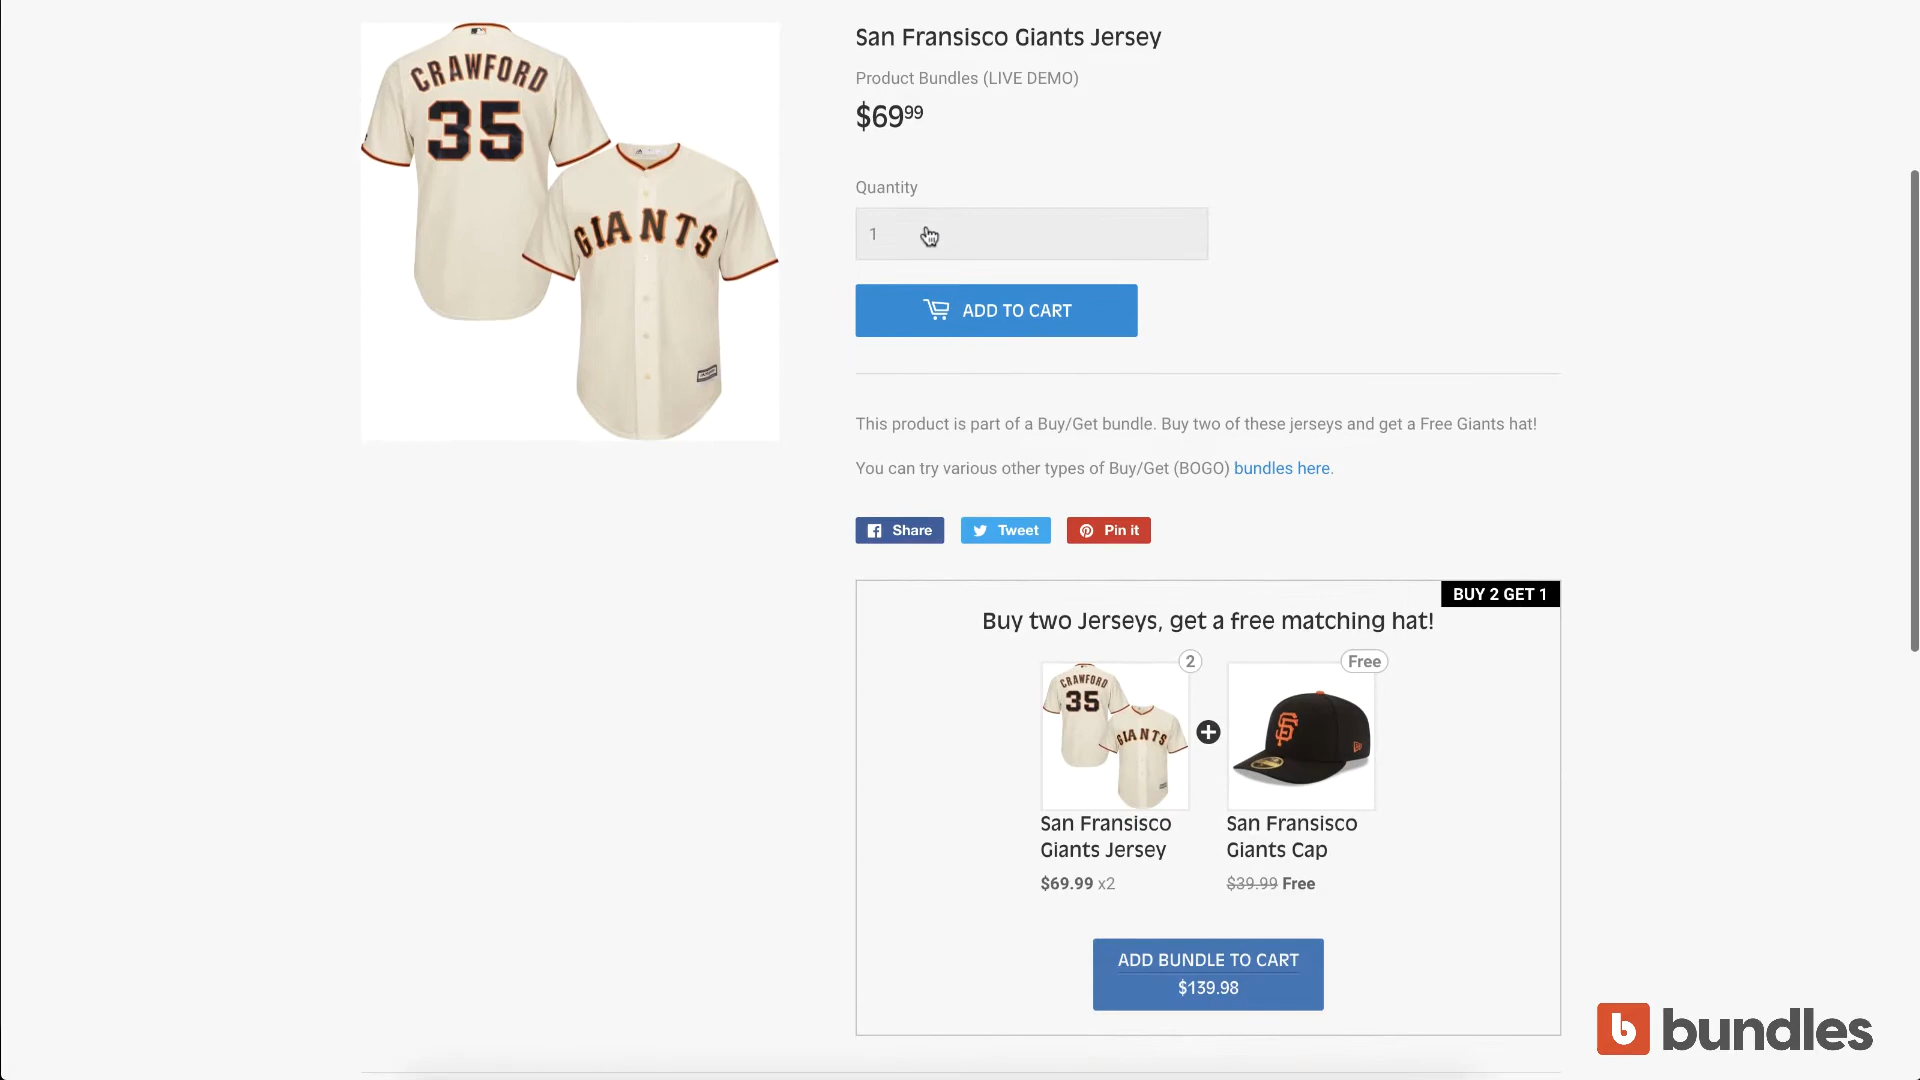 CRAWFORD
35
GIANTS
San Fransisco Giants Jersey
Product Bundles (LIVE DEMO)
$69⁹⁹
Quantity
1
ADD TO CART
This product is part of a Buy/Get bundle. Buy two of these jerseys and get a Free Giants hat!
You can try various other types of Buy/Get (BOGO) bundles here.
Share
Tweet
Pin it
BUY 2 GET 1
Buy two Jerseys, get a free matching hat!
2
Free
CRAWFORD
35
GIANTS
SF
San Fransisco
Giants Jersey
$69.99 x2
San Fransisco
Giants Cap
$39.99 Free
ADD BUNDLE TO CART
$139.98
b bundles